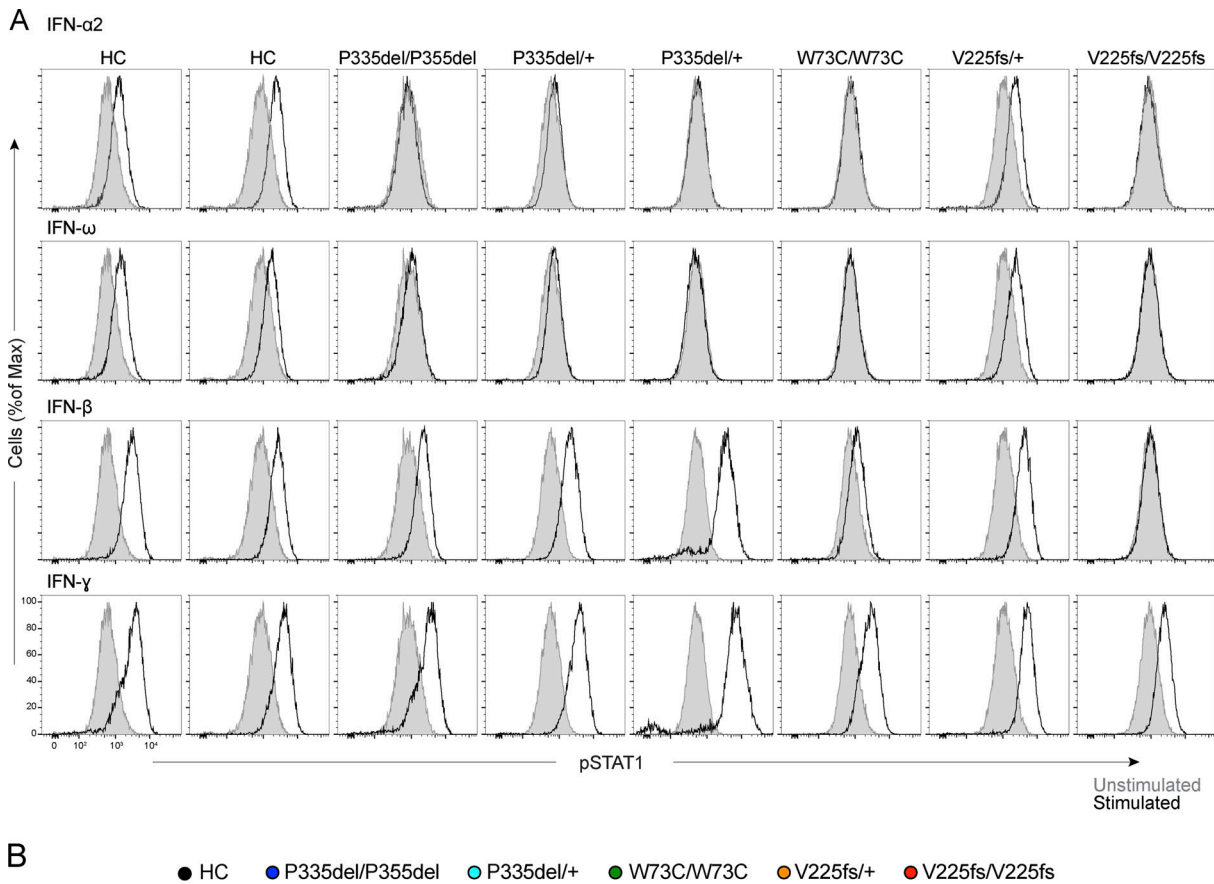 A
IFN-α2
HC HC P335del/P355del P335del/+ P335del/+ W73C/W73C V225fs/+ V225fs/V225fs
IFN-ω
IFN-β
IFN-ɣ
Cells (%of Max)
100
80
60
40
20
0
0 10² 10³ 10⁴
pSTAT1
Unstimulated
Stimulated
B
HC P335del/P355del P335del/+ W73C/W73C V225fs/+ V225fs/V225fs